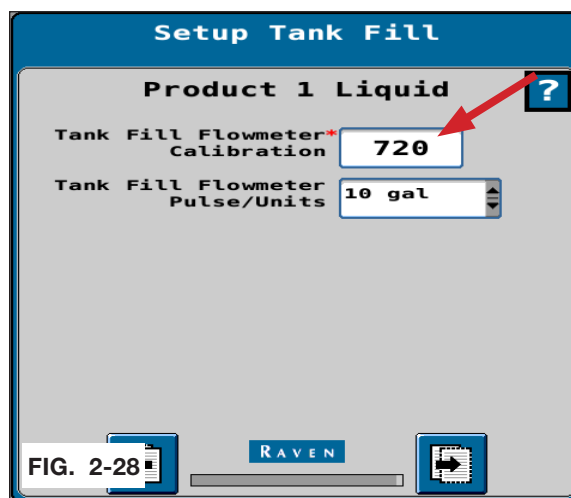 Setup Tank Fill
Product 1 Liquid
?
Tank Fill Flowmeter*
Calibration
720
Tank Fill Flowmeter
Pulse/Units
10 gal
RAVEN
FIG. 2-28